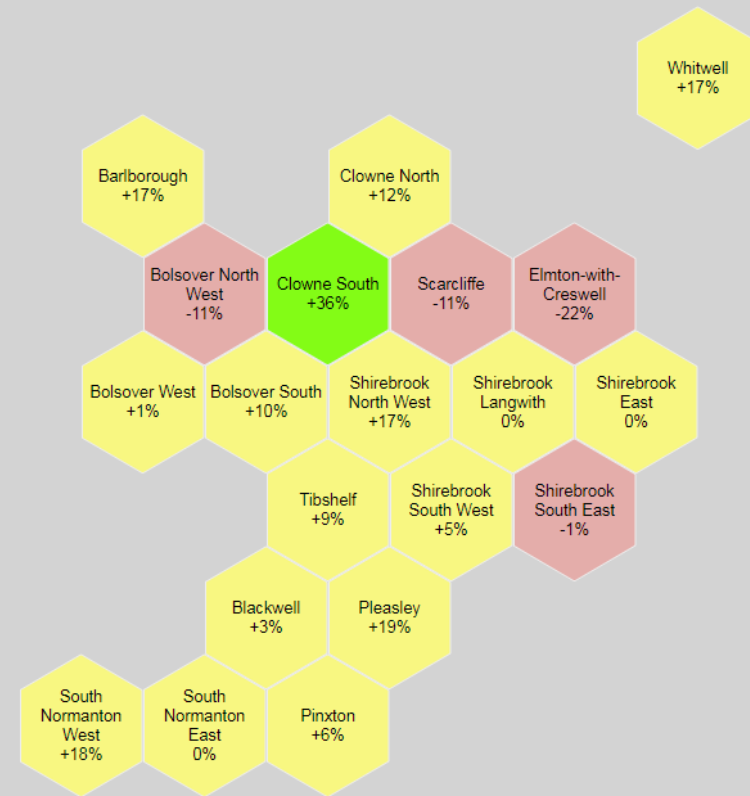 Whitwell
+17%
Barlborough
+17%
Clowne North
+12%
Bolsover North
West
-11%
Clowne South
+36%
Scarcliffe
-11%
Elmton-with-
Creswell
-22%
Bolsover West
+1%
Bolsover South
+10%
Shirebrook
North West
+17%
Shirebrook
Langwith
0%
Shirebrook
East
0%
Tibshelf
+9%
Shirebrook
South West
+5%
Shirebrook
South East
-1%
Blackwell
+3%
Pleasley
+19%
South
Normanton
West
+18%
South
Normanton
East
0%
Pinxton
+6%